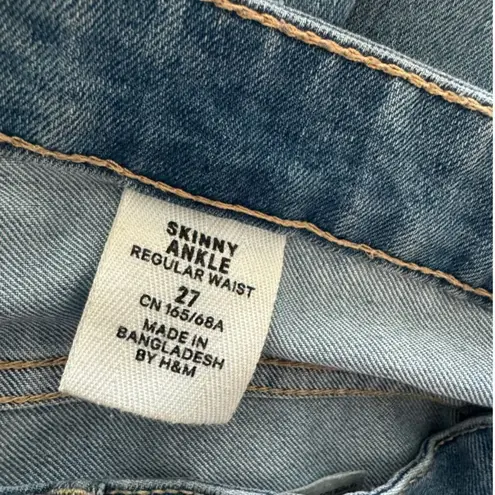 SKINNY
ANKLE
REGULAR WAIST
27
CN 165/68A
MADE IN
BANGLADESH
BY H&M